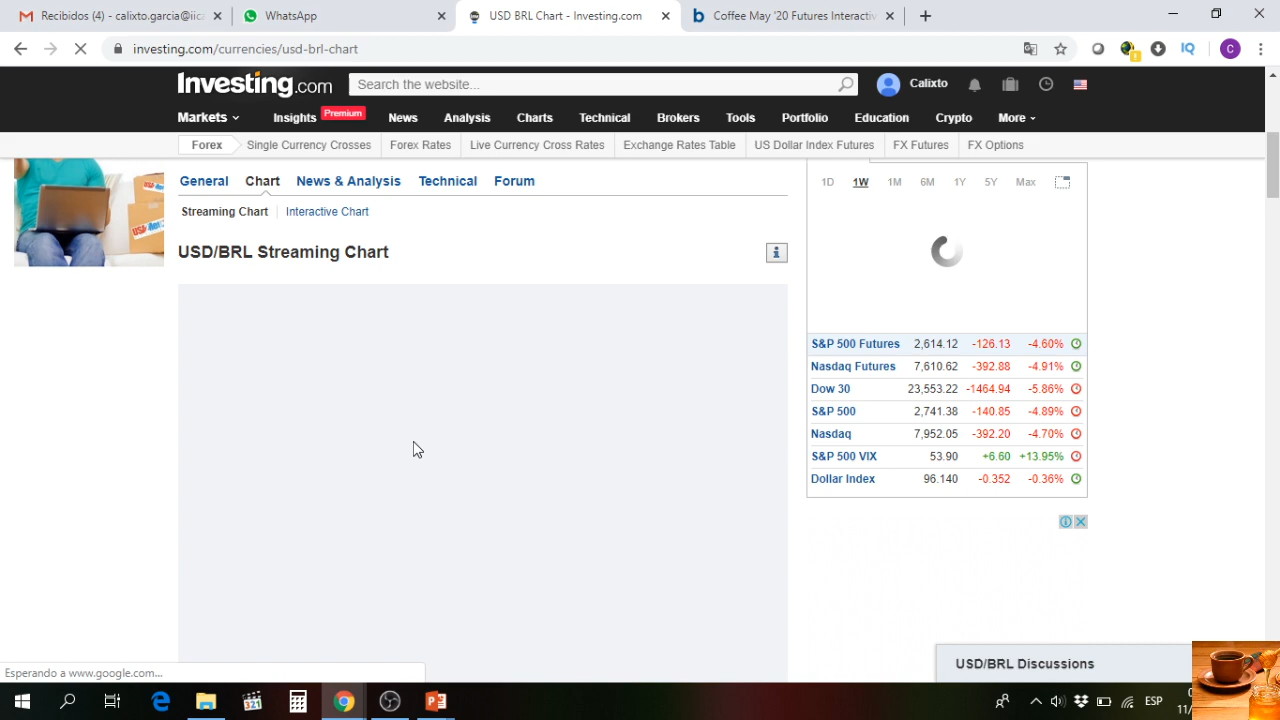 Recibidos (4) - calixto.garcia@iica
WhatsApp
USD BRL Chart - Investing.com
Coffee May '20 Futures Interactiv
investing.com/currencies/usd-brl-chart
Investing.com
Search the website...
Calixto
Markets
Insights
Premium
News
Analysis
Charts
Technical
Brokers
Tools
Portfolio
Education
Crypto
More
Forex
Single Currency Crosses
Forex Rates
Live Currency Cross Rates
Exchange Rates Table
US Dollar Index Futures
FX Futures
FX Options
General
Chart
News & Analysis
Technical
Forum
Streaming Chart
Interactive Chart
USD/BRL Streaming Chart
1D 1W 1M 6M 1Y 5Y Max
S&P 500 Futures 2,614.12 -126.13 -4.60%
Nasdaq Futures 7,610.62 -392.88 -4.91%
Dow 30 23,553.22 -1464.94 -5.86%
S&P 500 2,741.38 -140.85 -4.89%
Nasdaq 7,952.05 -392.20 -4.70%
S&P 500 VIX 53.90 +6.60 +13.95%
Dollar Index 96.140 -0.352 -0.36%
USD/BRL Discussions
Esperando a www.google.com...
ESP
11/